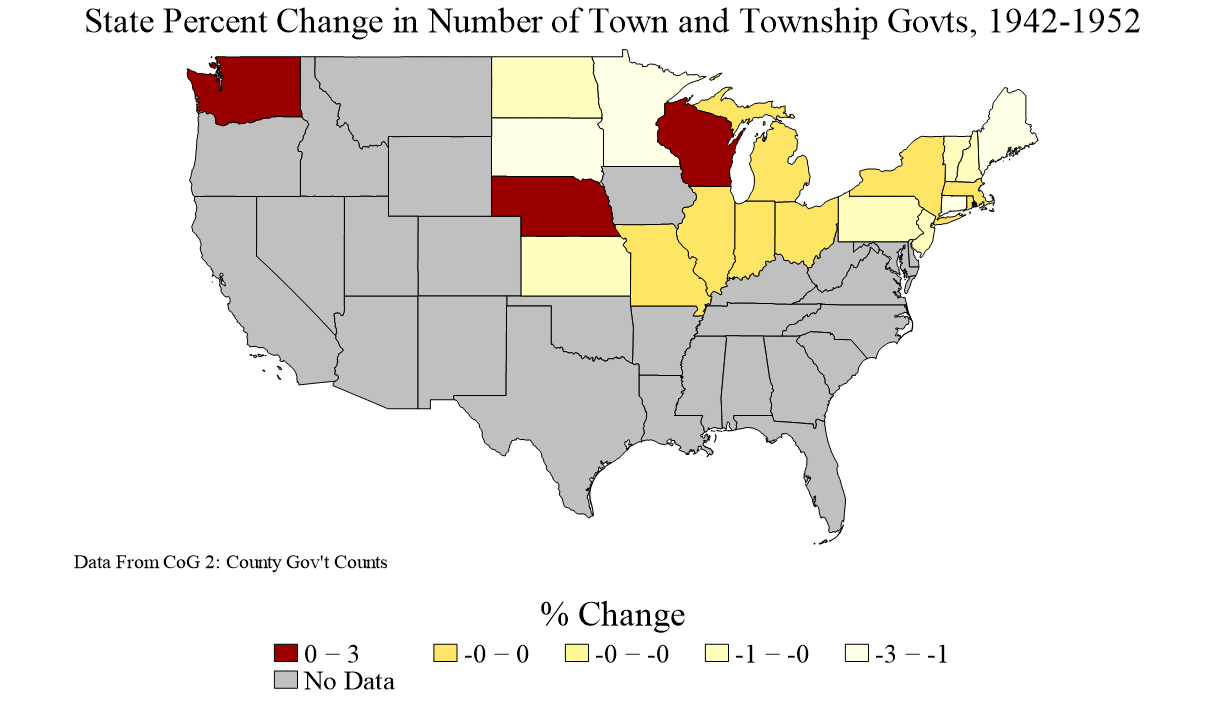 State Percent Change in Number of Town and Township Govts, 1942-1952
Data From CoG 2: County Gov't Counts
% Change
0 − 3 -0 − 0 -0 − -0 -1 − -0 -3 − -1
No Data